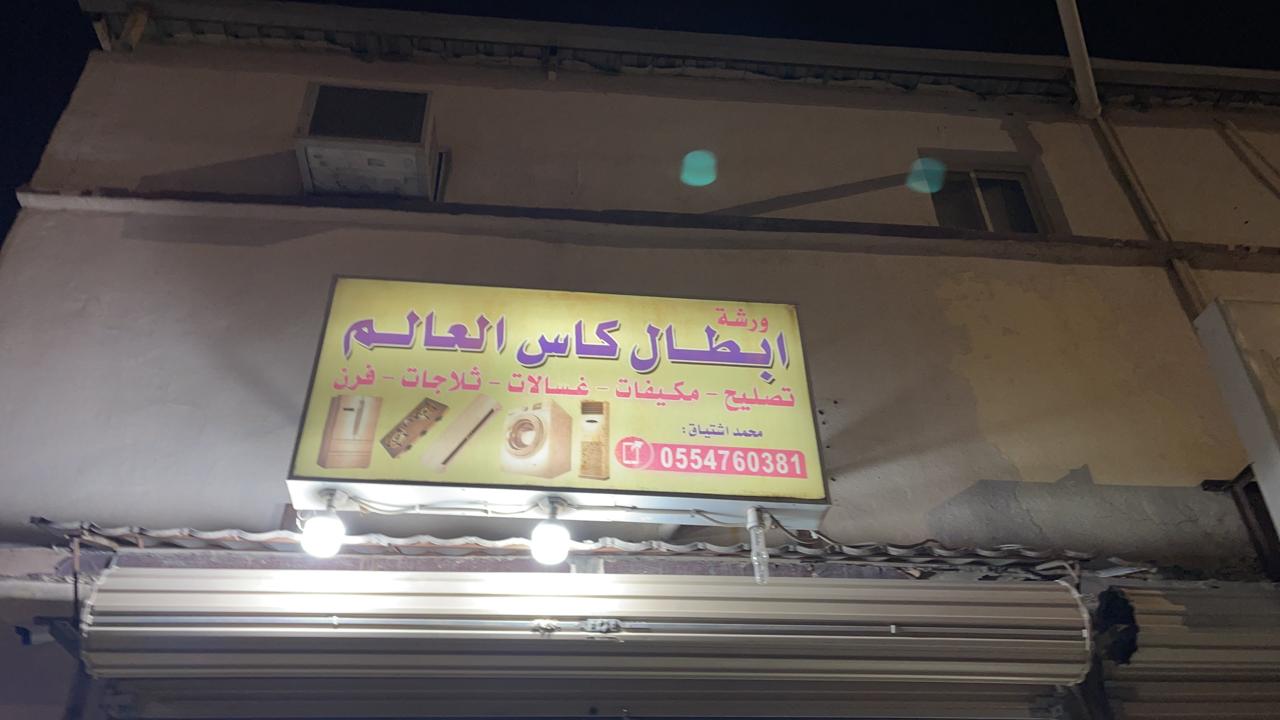 ورشة
ابطال كاس العالم
تصليح - مكيفات - غسالات - ثلاجات - فرن
محمد اشتياق:
0554760381